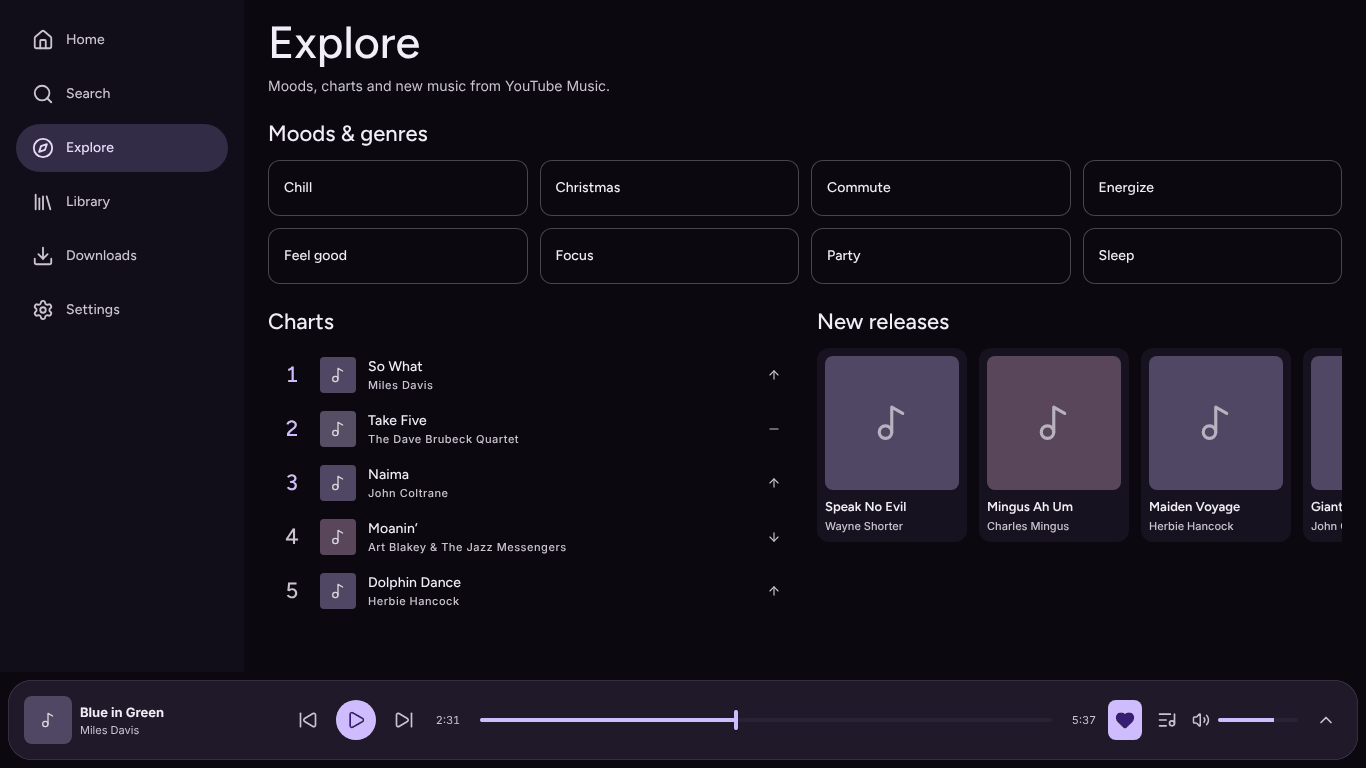 Home
Search
Explore
Library
Downloads
Settings
Explore
Moods, charts and new music from YouTube Music.
Moods & genres
Chill
Christmas
Commute
Energize
Feel good
Focus
Party
Sleep
Charts
1
So What
Miles Davis
2
Take Five
The Dave Brubeck Quartet
3
Naima
John Coltrane
4
Moanin’
Art Blakey & The Jazz Messengers
5
Dolphin Dance
Herbie Hancock
New releases
Speak No Evil
Wayne Shorter
Mingus Ah Um
Charles Mingus
Maiden Voyage
Herbie Hancock
Giant
John
Blue in Green
Miles Davis
2:31
5:37